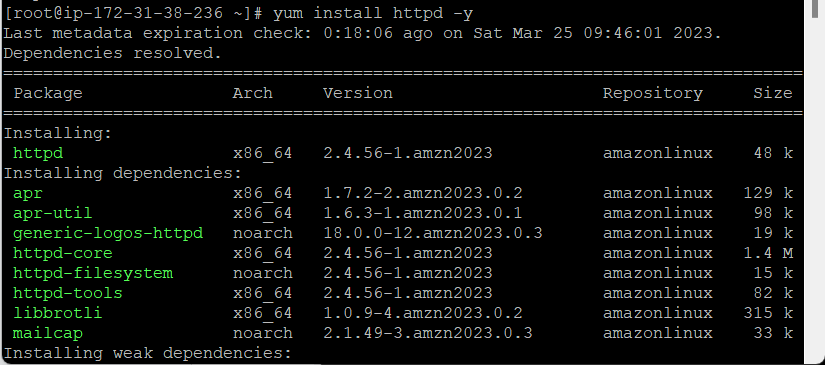 [root@ip-172-31-38-236 ~]# yum install httpd -y
Last metadata expiration check: 0:18:06 ago on Sat Mar 25 09:46:01 2023.
Dependencies resolved.
================================================================================
Package Arch Version Repository Size
================================================================================
Installing:
httpd x86_64 2.4.56-1.amzn2023 amazonlinux 48 k
Installing dependencies:
apr x86_64 1.7.2-2.amzn2023.0.2 amazonlinux 129 k
apr-util x86_64 1.6.3-1.amzn2023.0.1 amazonlinux 98 k
generic-logos-httpd noarch 18.0.0-12.amzn2023.0.3 amazonlinux 19 k
httpd-core x86_64 2.4.56-1.amzn2023 amazonlinux 1.4 M
httpd-filesystem noarch 2.4.56-1.amzn2023 amazonlinux 15 k
httpd-tools x86_64 2.4.56-1.amzn2023 amazonlinux 82 k
libbrotli x86_64 1.0.9-4.amzn2023.0.2 amazonlinux 315 k
mailcap noarch 2.1.49-3.amzn2023.0.3 amazonlinux 33 k
Installing weak dependencies: